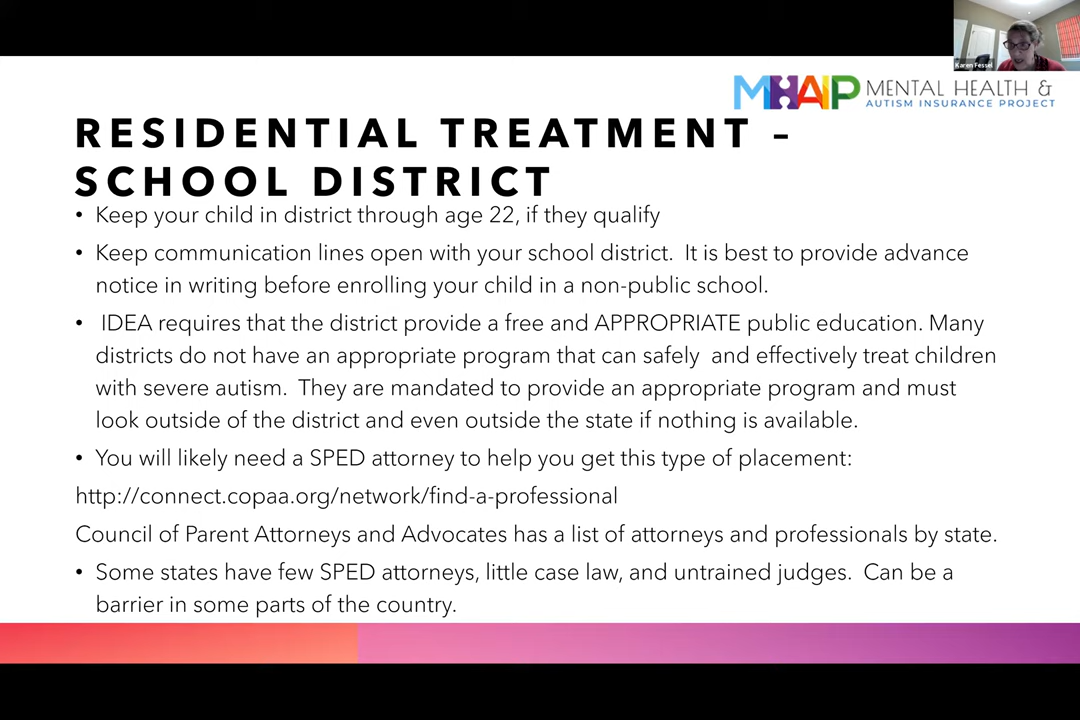 Karen Fessel
MHAIP MENTAL HEALTH &
AUTISM INSURANCE PROJECT
RESIDENTIAL TREATMENT –
SCHOOL DISTRICT
• Keep your child in district through age 22, if they qualify
• Keep communication lines open with your school district.  It is best to provide advance
notice in writing before enrolling your child in a non-public school.
•  IDEA requires that the district provide a free and APPROPRIATE public education. Many
districts do not have an appropriate program that can safely  and effectively treat children
with severe autism.  They are mandated to provide an appropriate program and must
look outside of the district and even outside the state if nothing is available.
• You will likely need a SPED attorney to help you get this type of placement:
http://connect.copaa.org/network/find-a-professional
Council of Parent Attorneys and Advocates has a list of attorneys and professionals by state.
• Some states have few SPED attorneys, little case law, and untrained judges.  Can be a
barrier in some parts of the country.